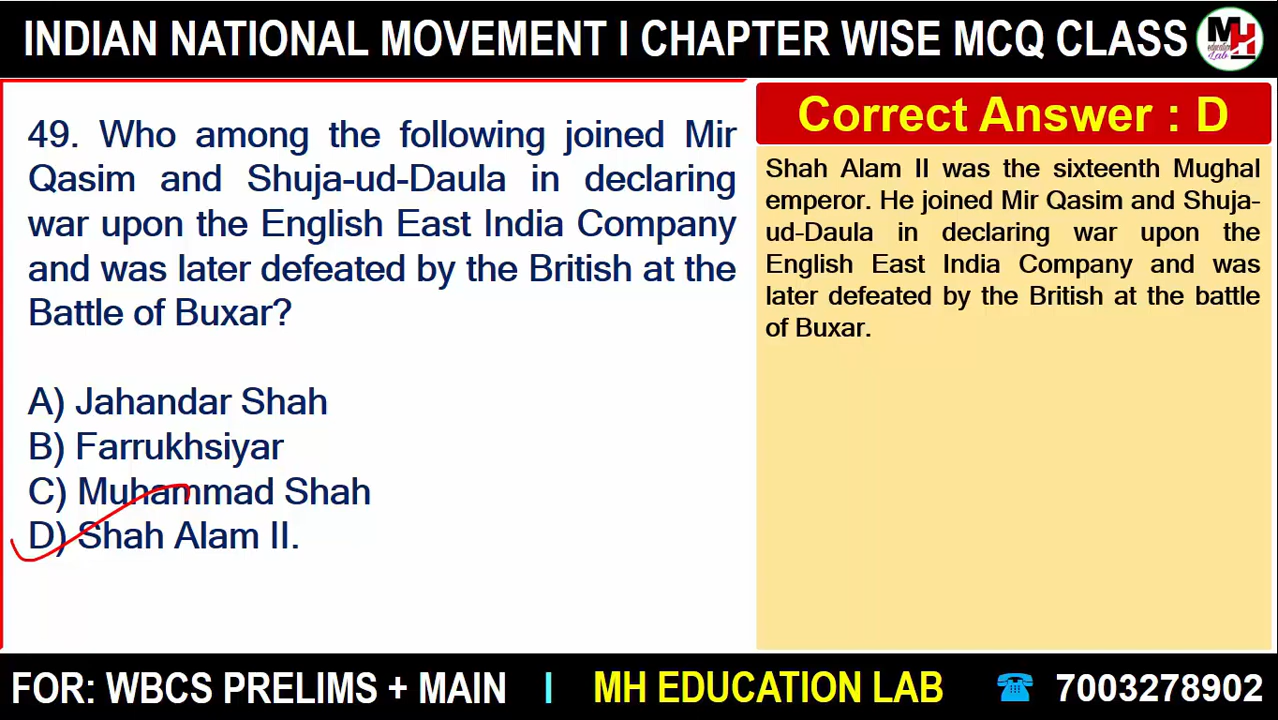 INDIAN NATIONAL MOVEMENT I CHAPTER WISE MCQ CLASS
MH
education
Lab
49. Who among the following joined Mir
Qasim and Shuja-ud-Daula in declaring
war upon the English East India Company
and was later defeated by the British at the
Battle of Buxar?
A) Jahandar Shah
B) Farrukhsiyar
C) Muhammad Shah
D) Shah Alam II.
Correct Answer : D
Shah Alam II was the sixteenth Mughal
emperor. He joined Mir Qasim and Shuja-
ud-Daula in declaring war upon the
English East India Company and was
later defeated by the British at the battle
of Buxar.
FOR: WBCS PRELIMS + MAIN I MH EDUCATION LAB ☎ 7003278902